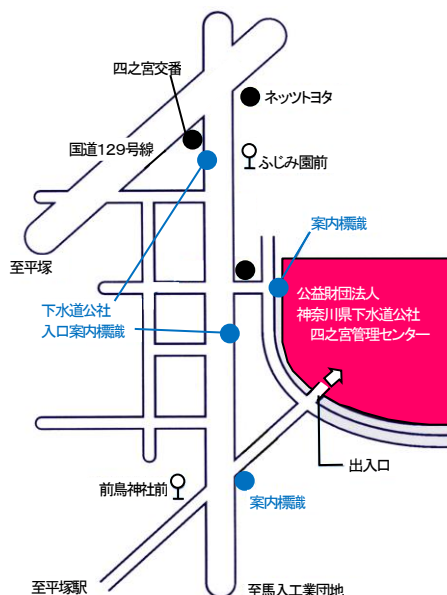 四之宮交番
ネッツトヨタ
国道129号線
ふじみ園前
至平塚
案内標識
公益財団法人
神奈川県下水道公社
四之宮管理センター
下水道公社
入口案内標識
出入口
前鳥神社前
案内標識
至平塚駅
至馬入工業団地